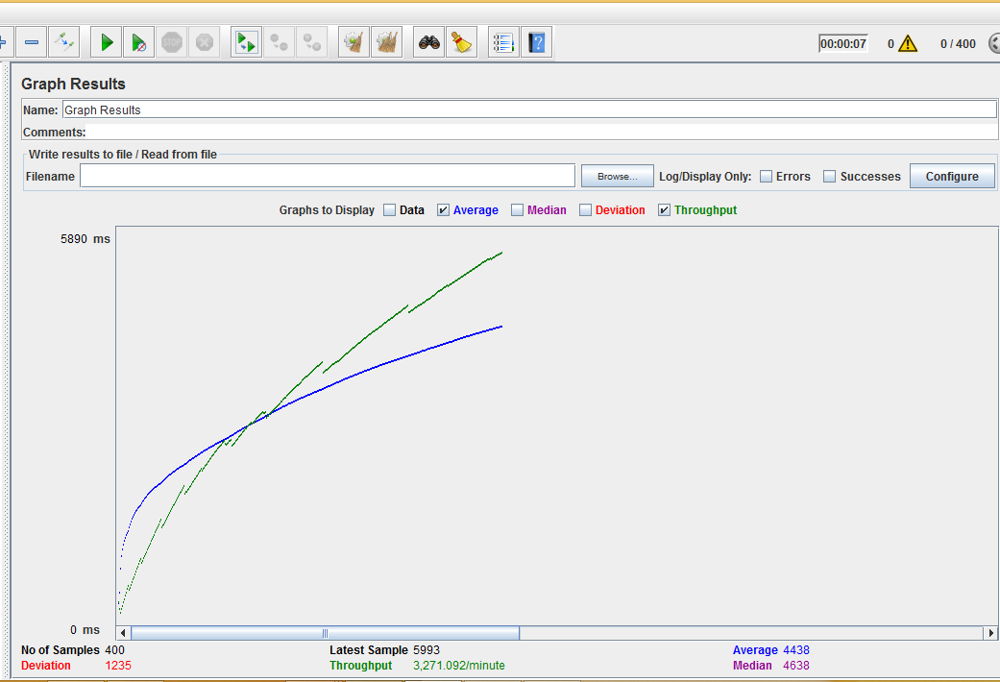 STOP 00:00:07 0 0 / 400
Graph Results
Name: Graph Results
Comments:
Write results to file / Read from file
Filename Browse... Log/Display Only: Errors Successes Configure
Graphs to Display Data Average Median Deviation Throughput
5890 ms
0 ms
No of Samples 400 Latest Sample 5993 Average 4438
Deviation 1235 Throughput 3,271.092/minute Median 4638